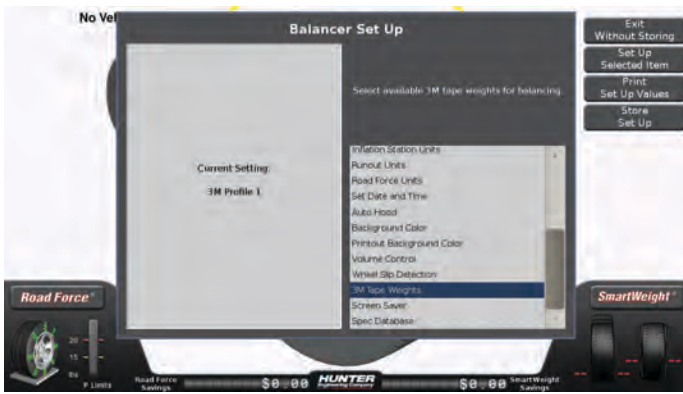 No Veh
Balancer Set Up
Exit
Without Storing
Set Up
Selected Item
Print
Set Up Values
Store
Set Up
Select available 3M tape weights for balancing.
Current Setting:
3M Profile 1
Inflation Station Units
Runout Units
Road Force Units
Set Date and Time
Auto Hood
Background Color
Printout Background Color
Volume Control
Wheel Slip Detection
3M Tape Weights
Screen Saver
Spec Database
Road Force®
20
15
lbs
P Limits
SmartWeight®
Road Force
Savings
$0.00
HUNTER
Engineering Company
$0.00
SmartWeight
Savings